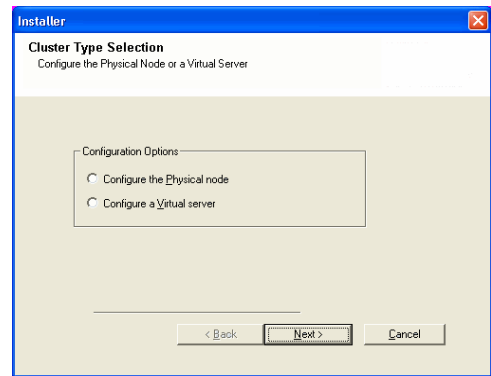 Installer
Cluster Type Selection
Configure the Physical Node or a Virtual Server
Configuration Options
Configure the Physical node
Configure a Virtual server
< Back Next > Cancel